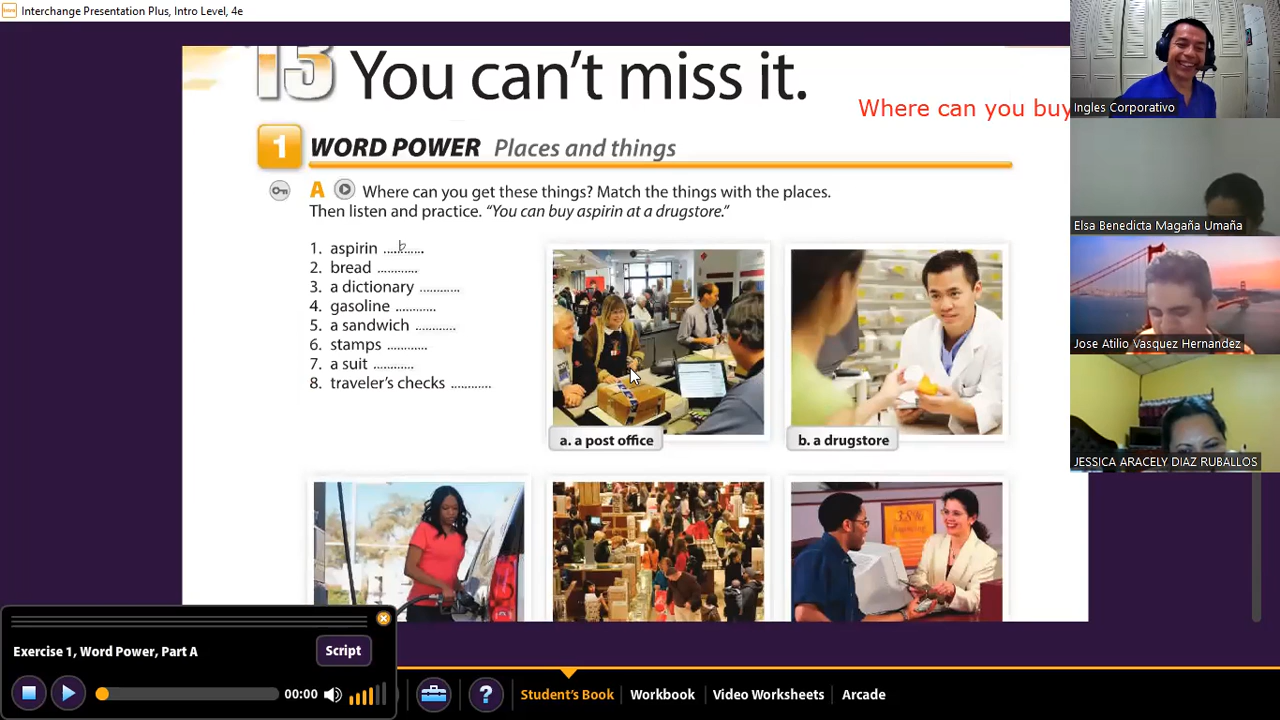 Interchange Presentation Plus, Intro Level, 4e
13 You can't miss it.
Where can you buy
1 WORD POWER Places and things
A Where can you get these things? Match the things with the places.
Then listen and practice. "You can buy aspirin at a drugstore."
1. aspirin ....b.....
2. bread ............
3. a dictionary ............
4. gasoline ............
5. a sandwich ............
6. stamps ............
7. a suit ............
8. traveler's checks ............
a. a post office
b. a drugstore
3.8%
Exercise 1, Word Power, Part A
Script
00:00
?
Student's Book
Workbook
Video Worksheets
Arcade
Ingles Corporativo
Elsa Benedicta Magaña Umaña
Jose Atilio Vasquez Hernandez
JESSICA ARACELY DIAZ RUBALLOS